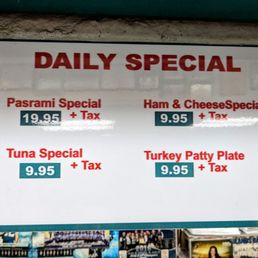 DAILY SPECIAL
Pasrami Special
19.95 + Tax
Ham & CheeseSpecia
9.95 + Tax
Tuna Special
9.95 + Tax
Turkey Patty Plate
9.95 + Tax